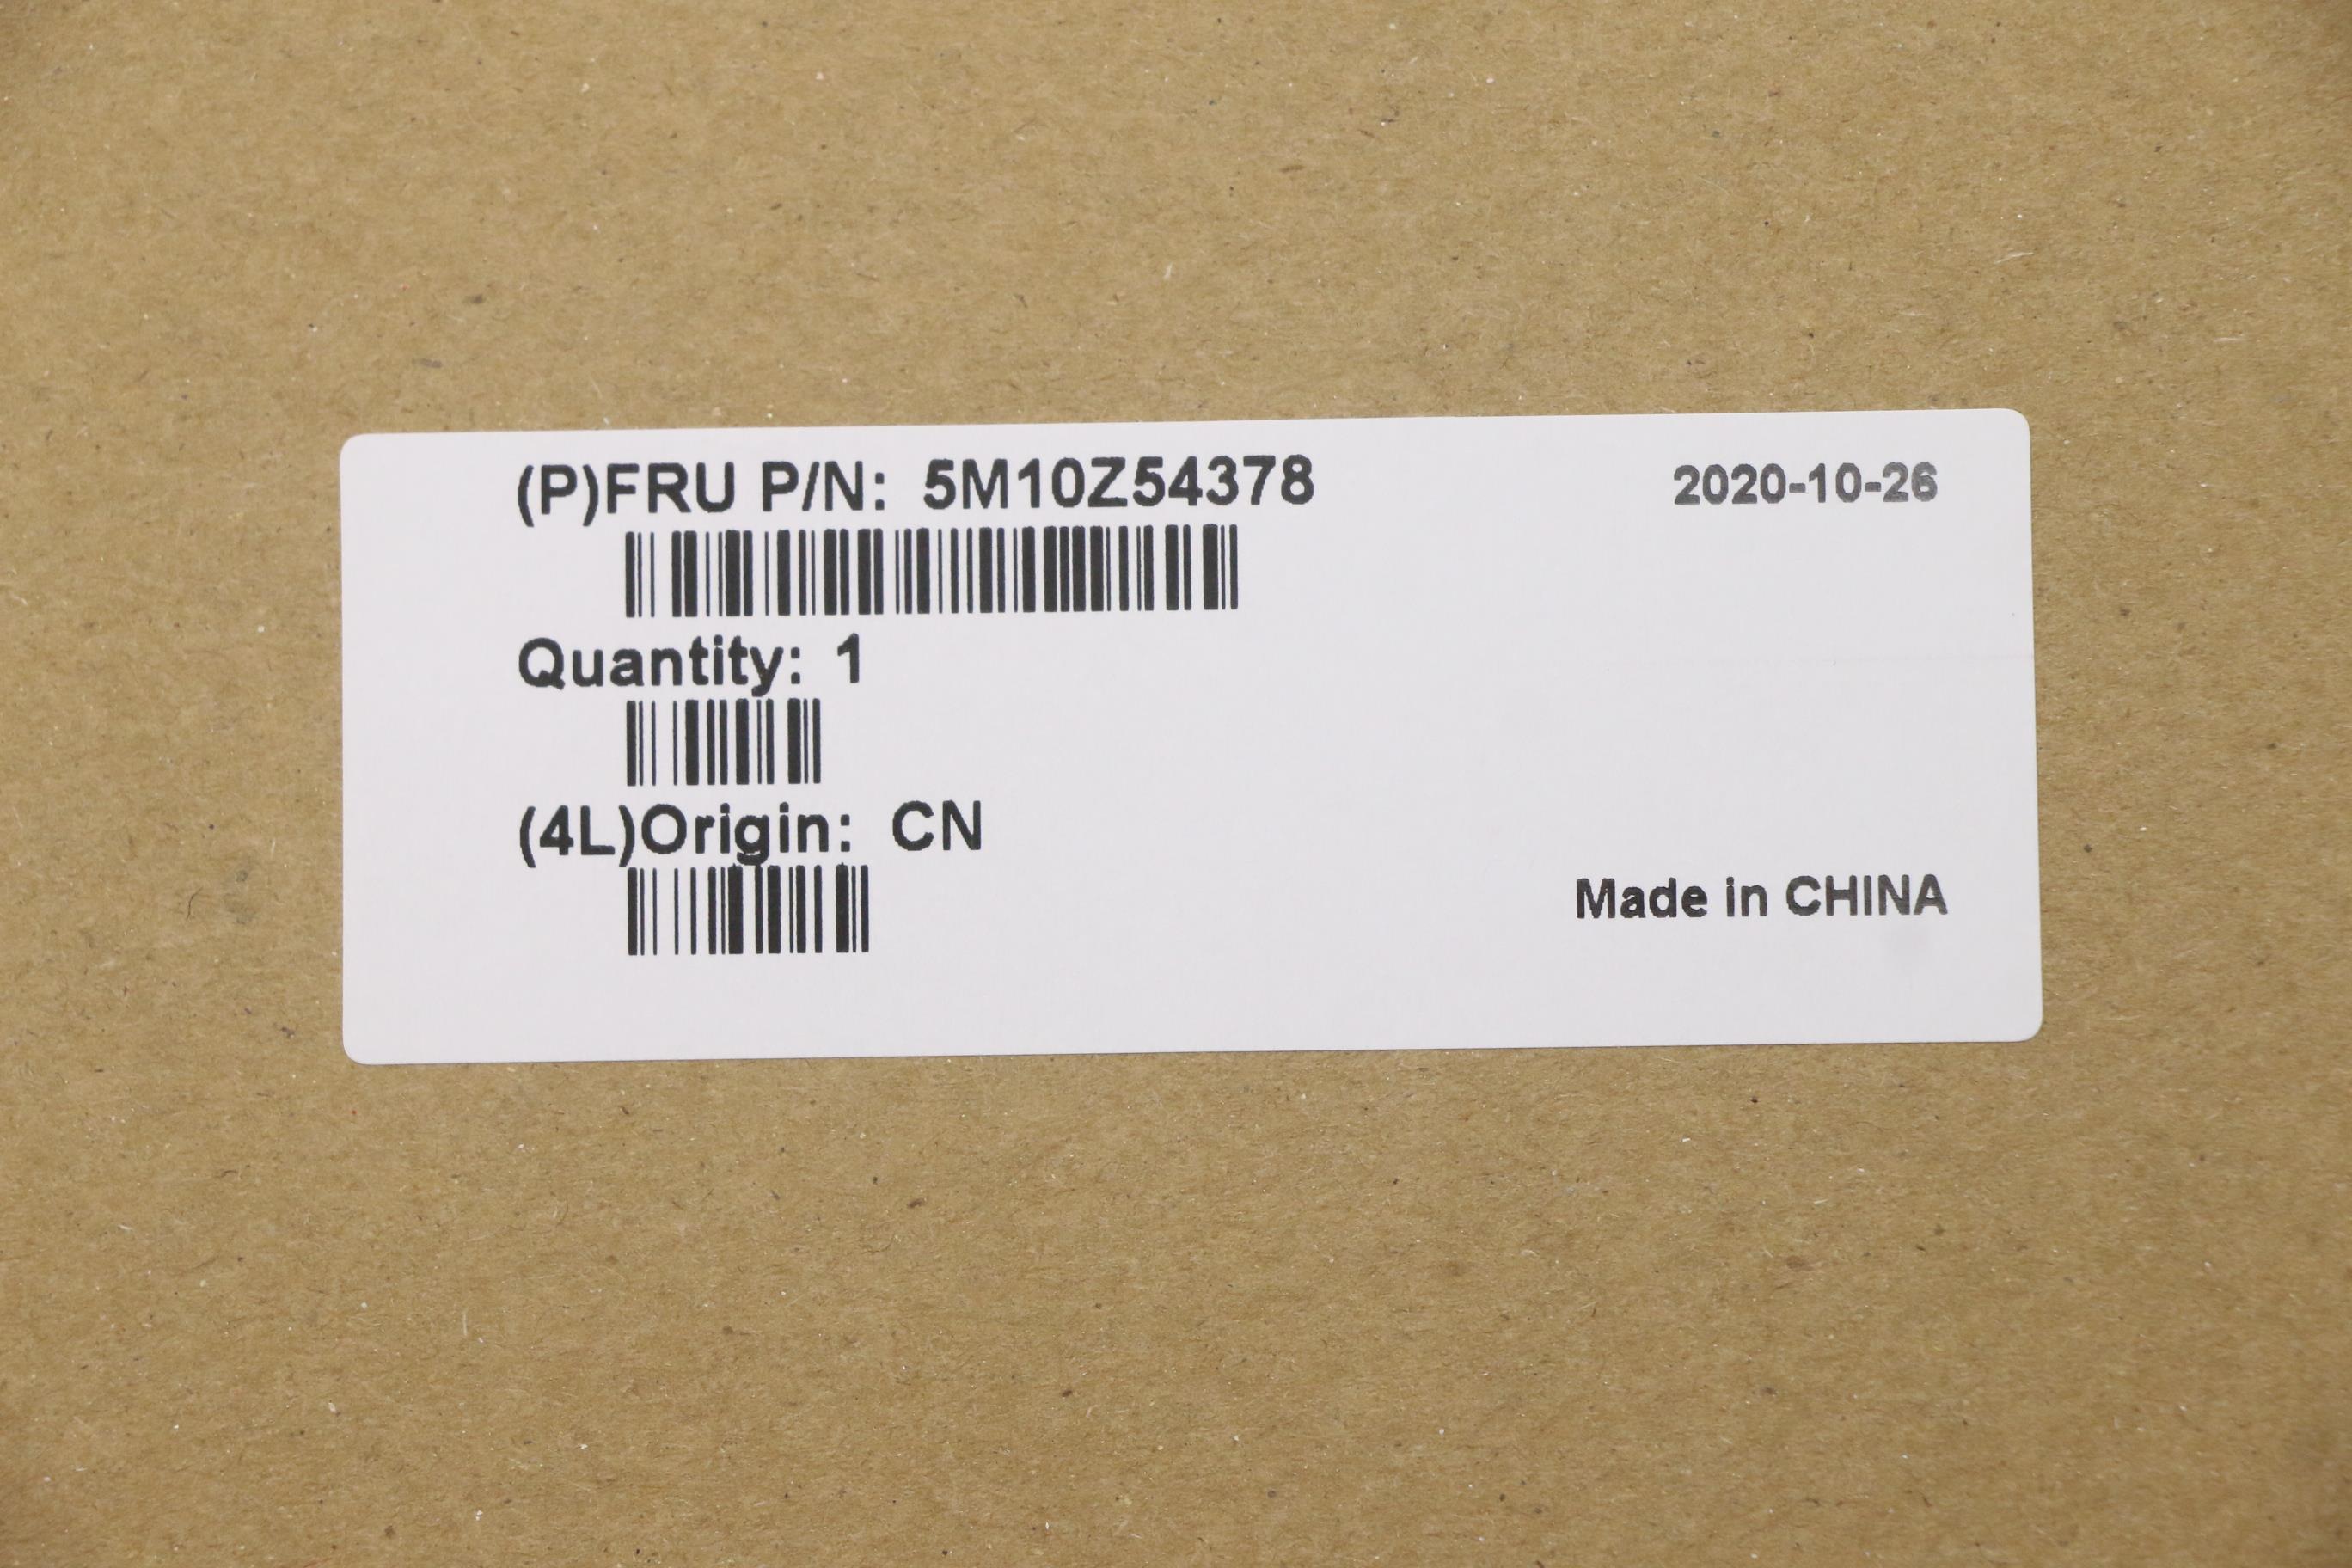 (P)FRU P/N: 5M10Z54378
2020-10-26
Quantity: 1
(4L)Origin: CN
Made in CHINA